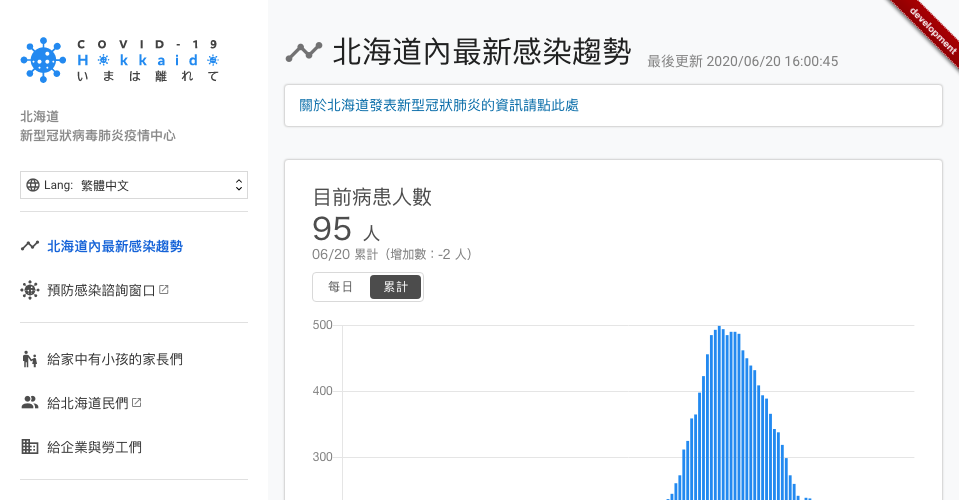 COVID-19
Hokkaido
いまは離れて
北海道
新型冠狀病毒肺炎疫情中心
Lang: 繁體中文
北海道內最新感染趨勢
預防感染諮詢窗口
給家中有小孩的家長們
給北海道民們
給企業與勞工們
development
北海道內最新感染趨勢
最後更新 2020/06/20 16:00:45
關於北海道發表新型冠狀肺炎的資訊請點此處
目前病患人數
95 人
06/20 累計（增加數：-2 人）
每日 累計
500
400
300